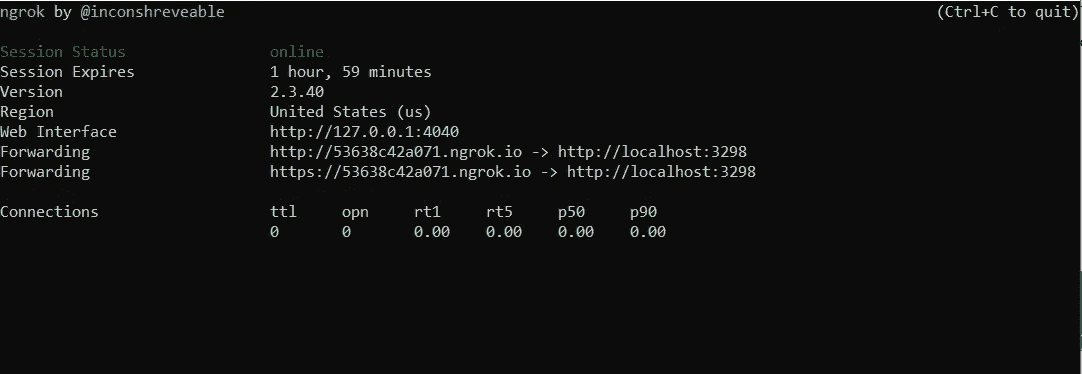 ngrok by @inconshreveable (Ctrl+C to quit)
Session Status online
Session Expires 1 hour, 59 minutes
Version 2.3.40
Region United States (us)
Web Interface http://127.0.0.1:4040
Forwarding http://53638c42a071.ngrok.io -> http://localhost:3298
Forwarding https://53638c42a071.ngrok.io -> http://localhost:3298
Connections ttl opn rt1 rt5 p50 p90
0 0 0.00 0.00 0.00 0.00